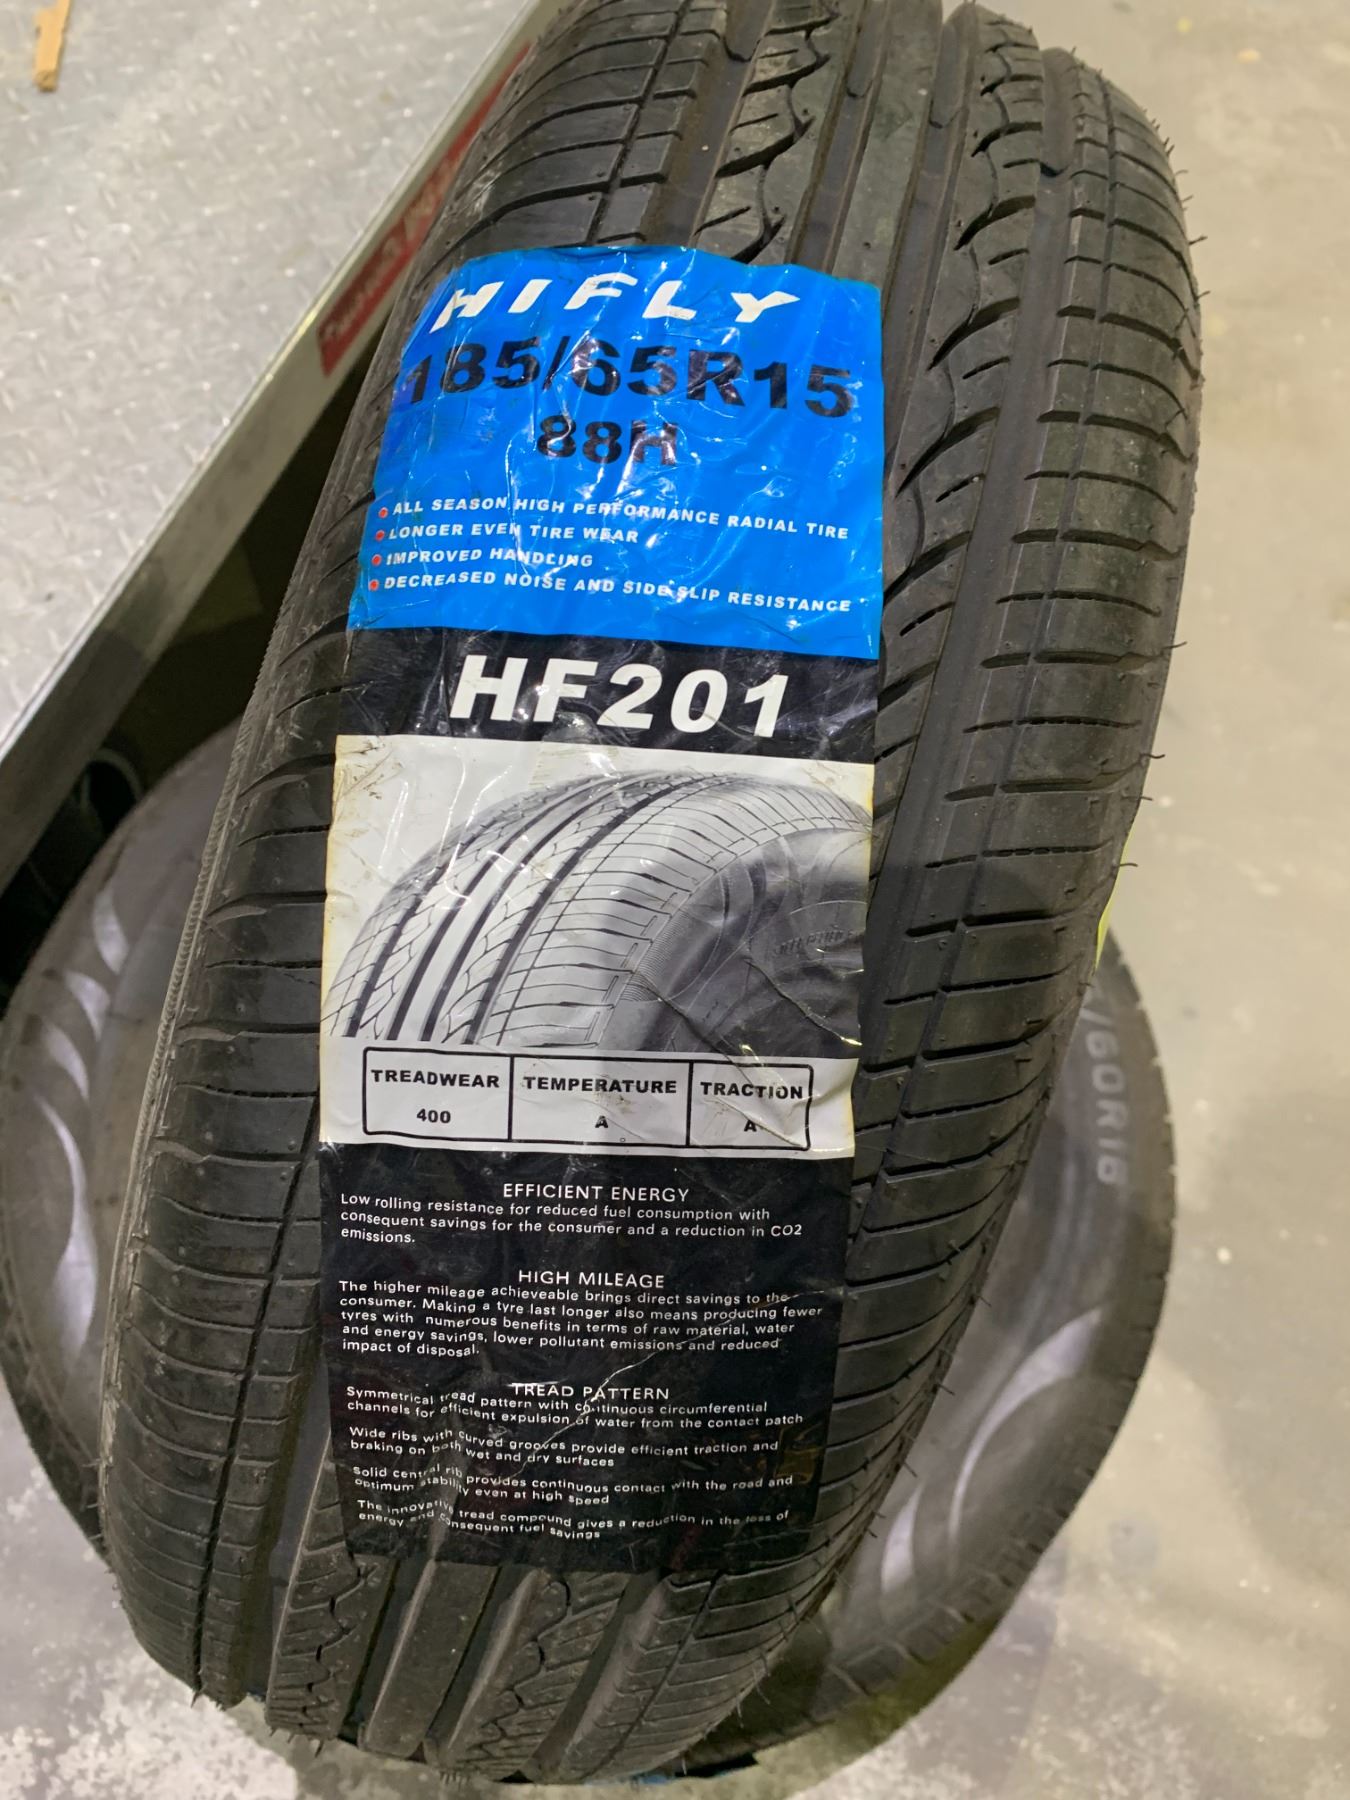 HIFLY
185/65R15
88H
ALL SEASON HIGH PERFORMANCE RADIAL TIRE
LONGER EVEN TIRE WEAR
IMPROVED HANDLING
DECREASED NOISE AND SIDE SLIP RESISTANCE
HF201
TREADWEAR TEMPERATURE TRACTION
400 A A
EFFICIENT ENERGY
Low rolling resistance for reduced fuel consumption with
consequent savings for the consumer and a reduction in CO2
emissions.
HIGH MILEAGE
The higher mileage achieveable brings direct savings to the
consumer. Making a tyre last longer also means producing fewer
tyres with numerous benefits in terms of raw material, water
and energy savings, lower pollutant emissions and reduced
impact of disposal.
TREAD PATTERN
Symmetrical tread pattern with continuous circumferential
channels for efficient expulsion of water from the contact patch
Wide ribs with curved grooves provide efficient traction and
braking on both wet and dry surfaces
Solid central rib provides continuous contact with the road and
optimum stability even at high speed
The innovative tread compound gives a reduction in the loss of
energy and consequent fuel savings
/60R16